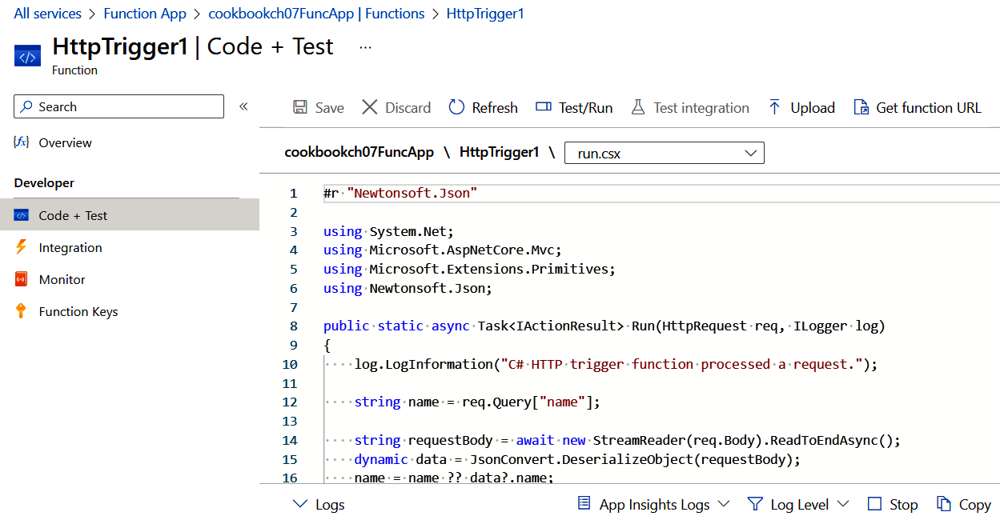 All services > Function App > cookbookch07FuncApp | Functions > HttpTrigger1
HttpTrigger1 | Code + Test ...
Function
Search «
Overview
Developer
Code + Test
Integration
Monitor
Function Keys
Save Discard Refresh Test/Run Test integration Upload Get function URL
cookbookch07FuncApp \ HttpTrigger1 \ run.csx
1 #r "Newtonsoft.Json"
2
3 using System.Net;
4 using Microsoft.AspNetCore.Mvc;
5 using Microsoft.Extensions.Primitives;
6 using Newtonsoft.Json;
7
8 public static async Task<IActionResult> Run(HttpRequest req, ILogger log)
9 {
10     log.LogInformation("C# HTTP trigger function processed a request.");
11
12     string name = req.Query["name"];
13
14     string requestBody = await new StreamReader(req.Body).ReadToEndAsync();
15     dynamic data = JsonConvert.DeserializeObject(requestBody);
16     name = name ?? data?.name;
Logs App Insights Logs Log Level Stop Copy